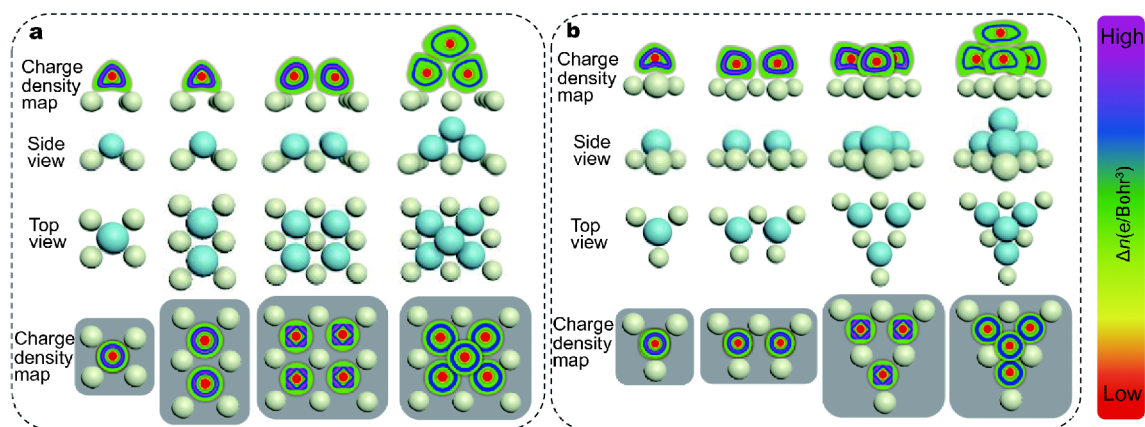 a
Charge
density
map
Side
view
Top
view
Charge
density
map
b
Charge
density
map
Side
view
Top
view
Charge
density
map
High
Δn(e/Bohr³)
Low